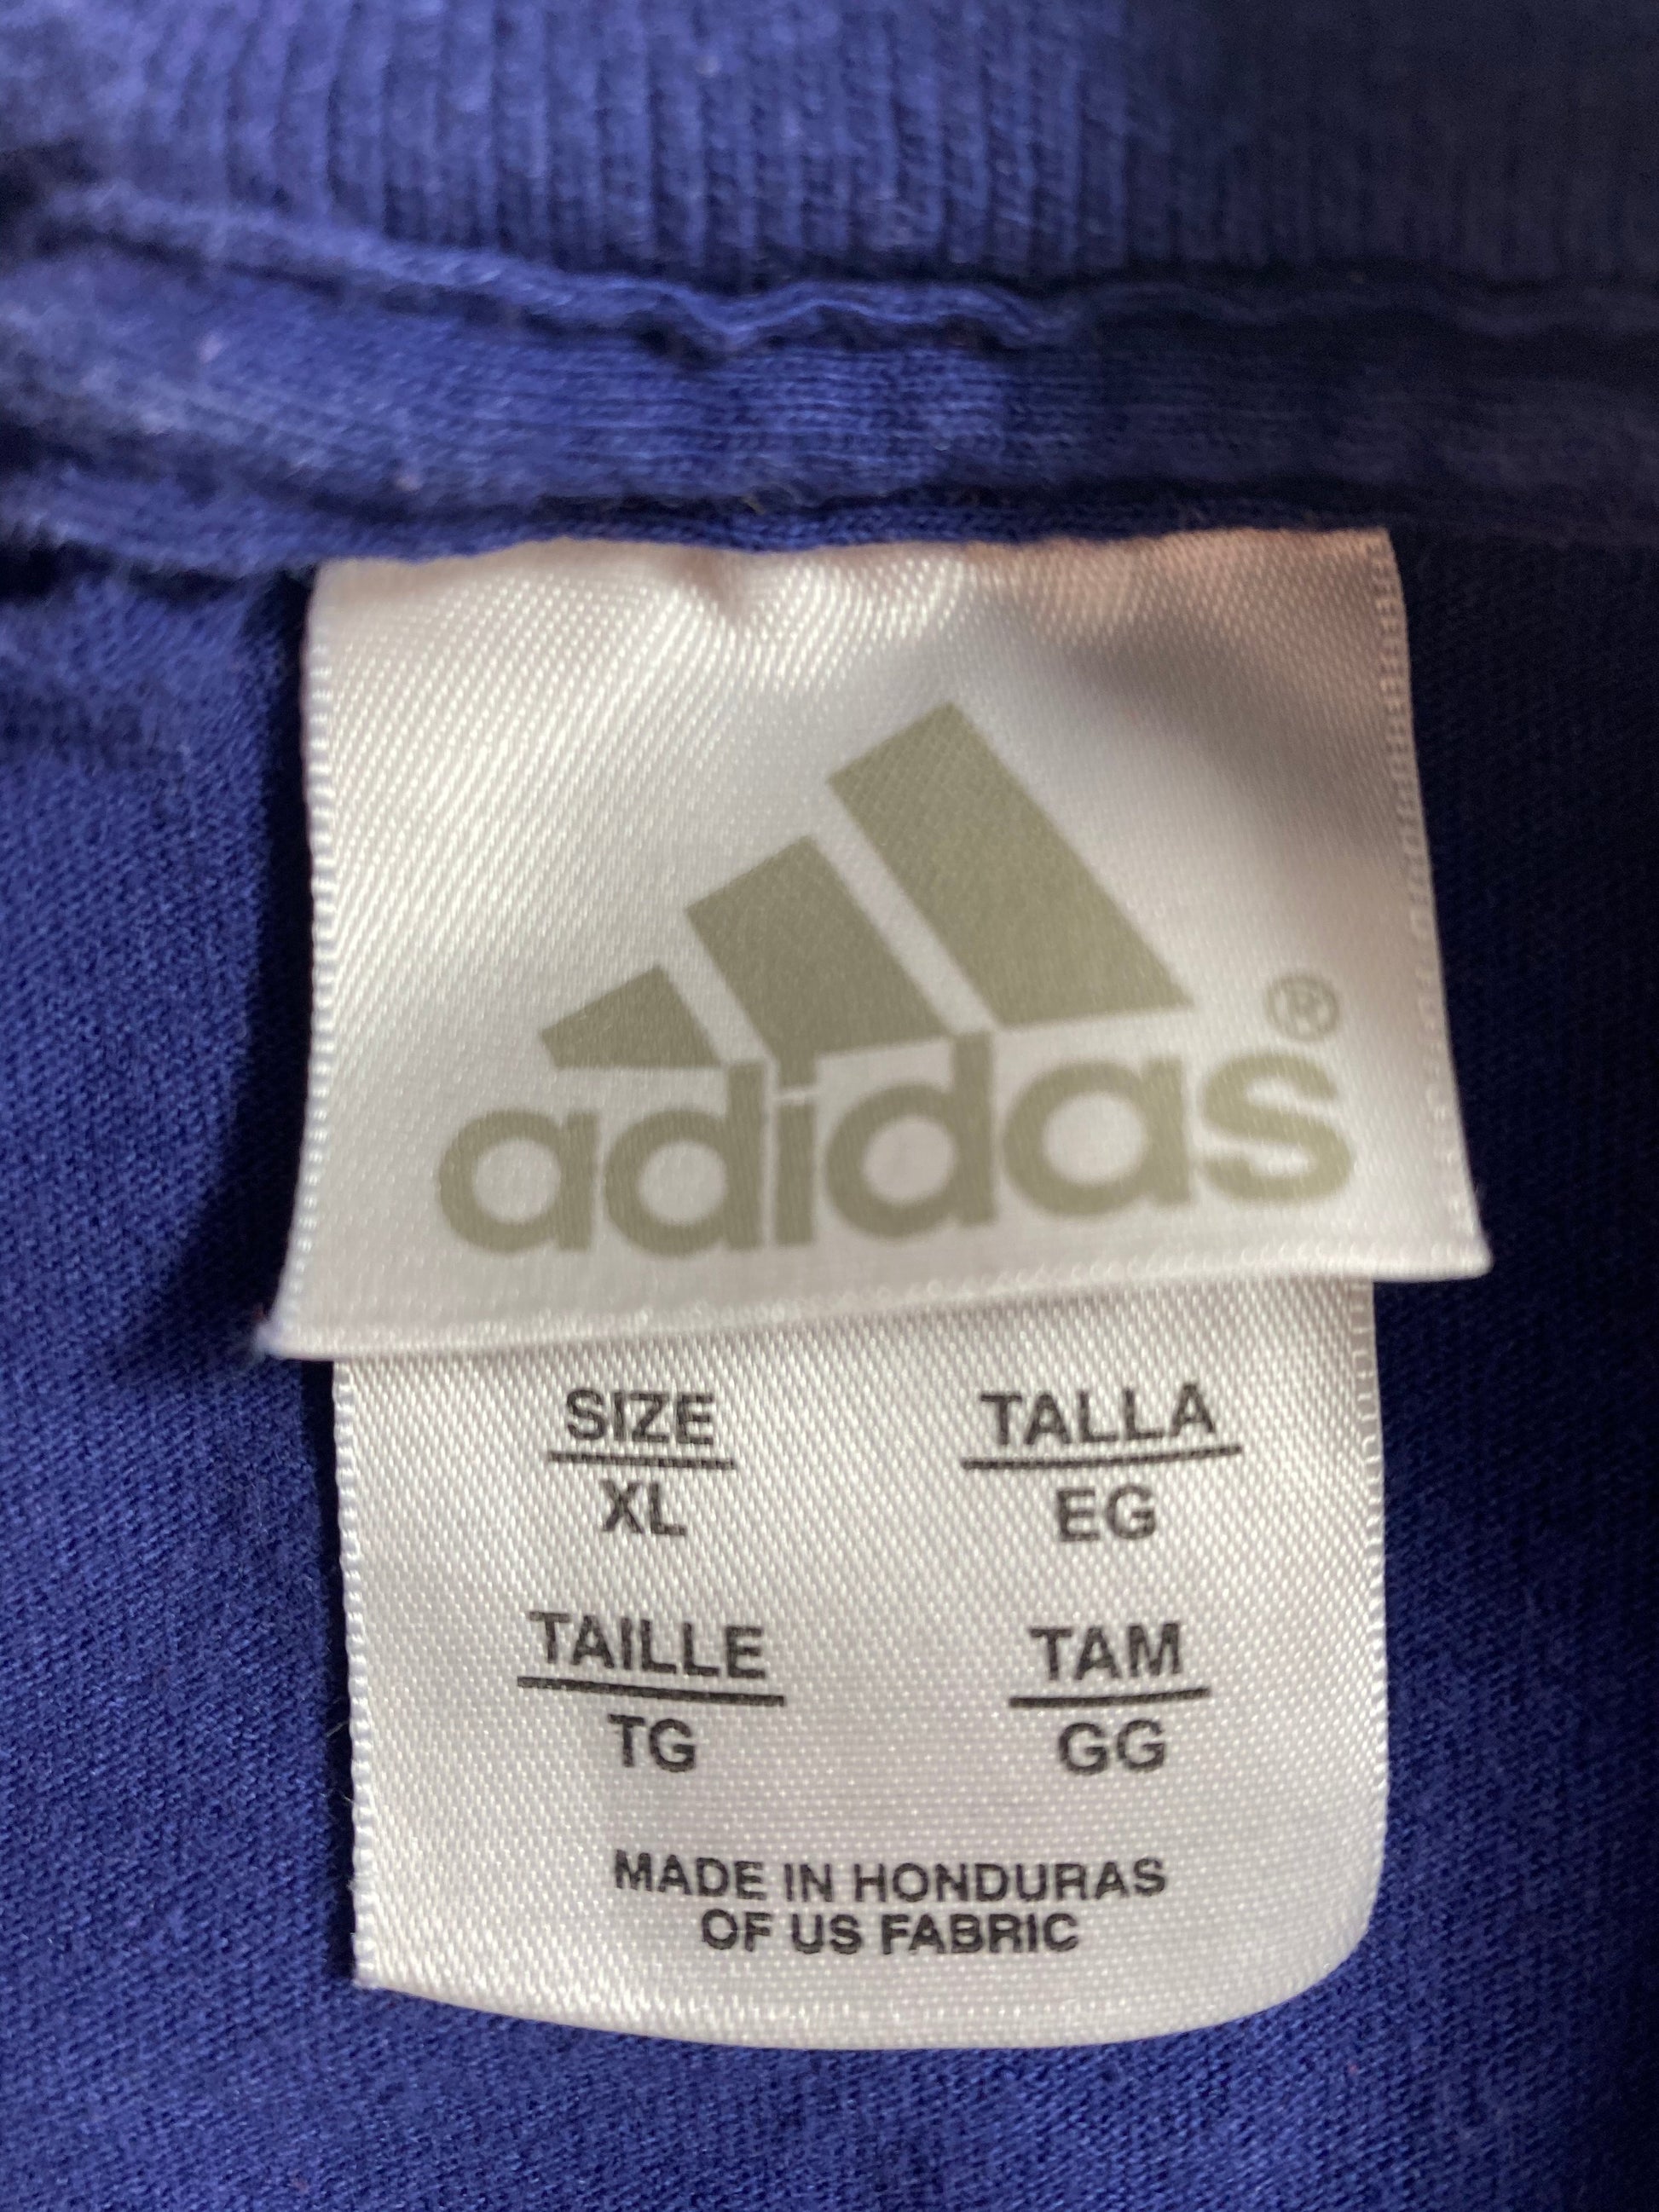 adidas®
SIZE TALLA
XL EG
TAILLE TAM
TG GG
MADE IN HONDURAS
OF US FABRIC